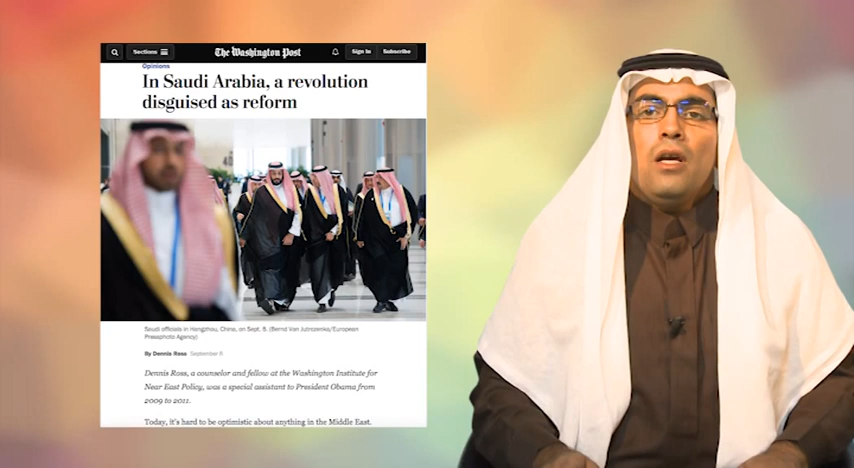 Sections
The Washington Post
Sign In
Subscribe
Opinions
In Saudi Arabia, a revolution
disguised as reform
Saudi officials in Hangzhou, China, on Sept. 5. (Bernd Von Jutrczenka/European
Pressphoto Agency)
By Dennis Ross September 6
Dennis Ross, a counselor and fellow at the Washington Institute for
Near East Policy, was a special assistant to President Obama from
2009 to 2011.
Today, it's hard to be optimistic about anything in the Middle East.